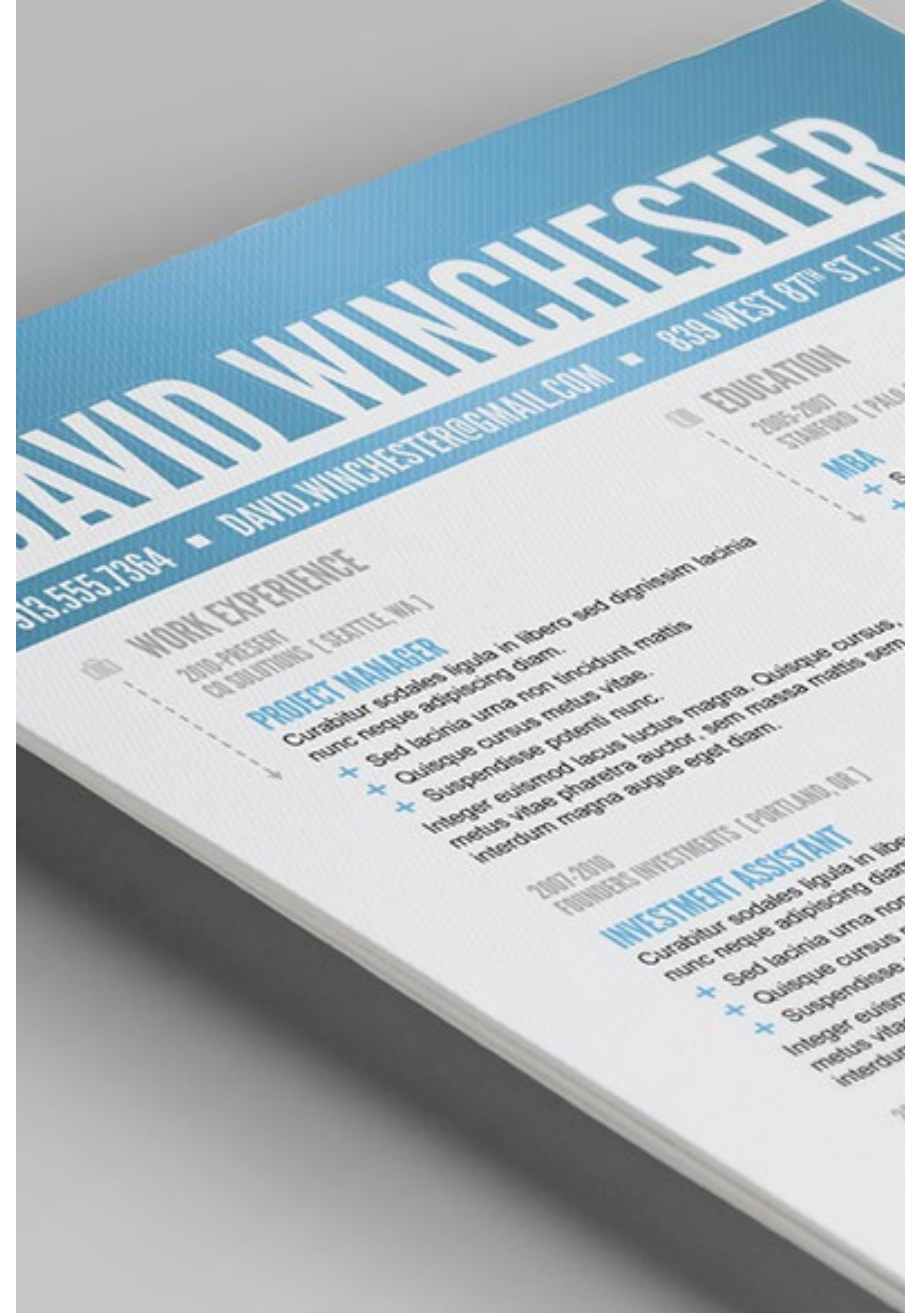 DAVID WINCHESTER
513.555.7364 ▪ DAVID.WINCHESTER@GMAIL.COM ▪ 839 WEST 87TH ST. [
WORK EXPERIENCE
2010-PRESENT
CQ SOLUTIONS [ SEATTLE, WA ]
PROJECT MANAGER
Curabitur sodales ligula in libero sed dignissim lacinia
nunc neque adipiscing diam.
+ Sed lacinia urna non tincidunt mattis
+ Quisque cursus metus vitae.
+ Suspendisse potenti nunc.
Integer euismod lacus luctus magna. Quisque cursus,
metus vitae pharetra auctor, sem massa mattis sem
interdum magna augue eget diam.
2007-2010
FOUNDERS INVESTMENTS [ PORTLAND, OR ]
INVESTMENT ASSISTANT
Curabitur sodales ligula in
nunc neque adipiscing
+ Sed lacinia urna non
+ Quisque cursus
+ Suspendisse
Integer
metus
EDUCATION
2005-2007
STANFORD [ PALO
MBA
+
+